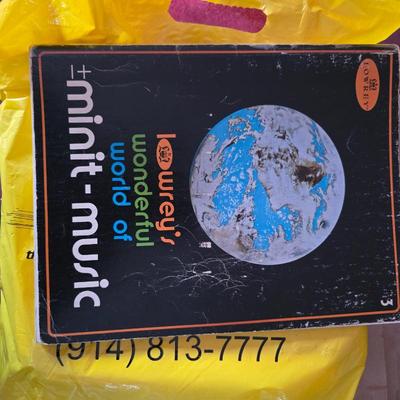 LOWREY
lowrey's
wonderful
world of
minit-music
3
(914) 813-7777